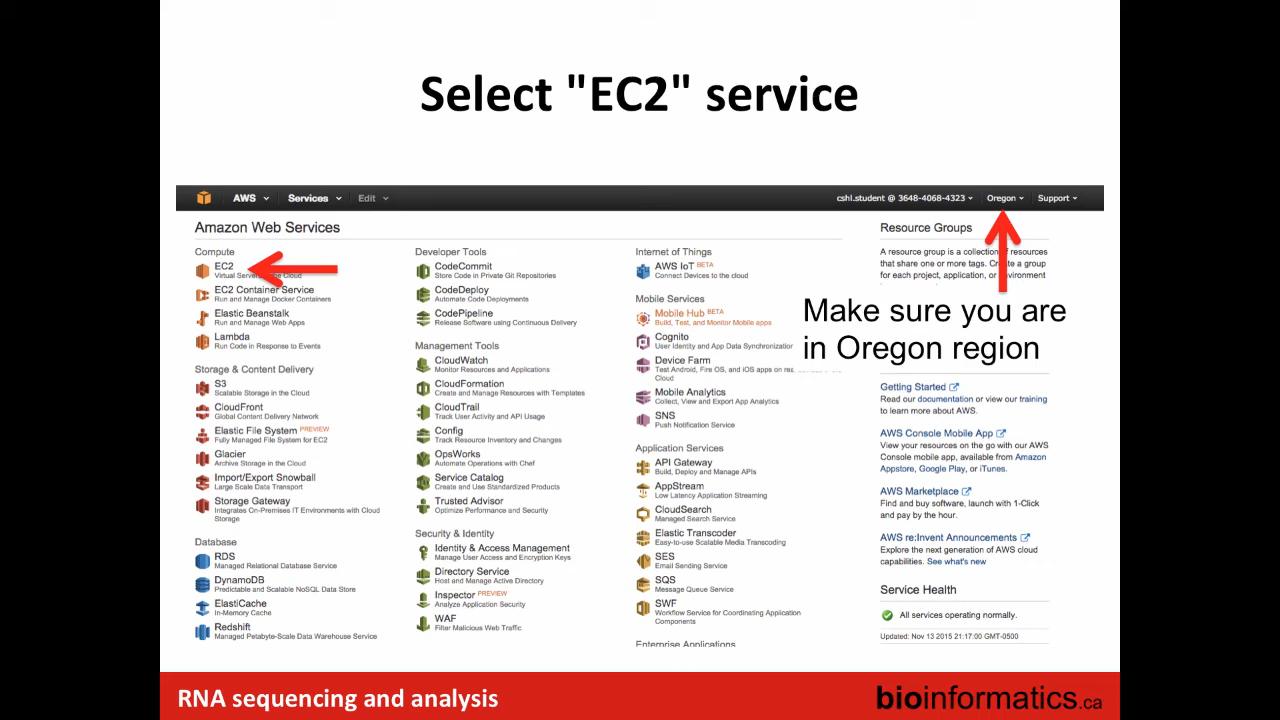 Select "EC2" service
AWS Services Edit cshl.student @ 3648-4068-4323 Oregon Support
Amazon Web Services
Compute
EC2
Virtual Servers in the Cloud
EC2 Container Service
Run and Manage Docker Containers
Elastic Beanstalk
Run and Manage Web Apps
Lambda
Run Code in Response to Events
Storage & Content Delivery
S3
Scalable Storage in the Cloud
CloudFront
Global Content Delivery Network
Elastic File System PREVIEW
Fully Managed File System for EC2
Glacier
Archive Storage in the Cloud
Import/Export Snowball
Large Scale Data Transport
Storage Gateway
Integrates On-Premises IT Environments with Cloud
Storage
Database
RDS
Managed Relational Database Service
DynamoDB
Predictable and Scalable NoSQL Data Store
ElastiCache
In-Memory Cache
Redshift
Managed Petabyte-Scale Data Warehouse Service
Developer Tools
CodeCommit
Store Code in Private Git Repositories
CodeDeploy
Automate Code Deployments
CodePipeline
Release Software using Continuous Delivery
Management Tools
CloudWatch
Monitor Resources and Applications
CloudFormation
Create and Manage Resources with Templates
CloudTrail
Track User Activity and API Usage
Config
Track Resource Inventory and Changes
OpsWorks
Automate Operations with Chef
Service Catalog
Create and Use Standardized Products
Trusted Advisor
Optimize Performance and Security
Security & Identity
Identity & Access Management
Manage User Access and Encryption Keys
Directory Service
Host and Manage Active Directory
Inspector PREVIEW
Analyze Application Security
WAF
Filter Malicious Web Traffic
Internet of Things
AWS IoT BETA
Connect Devices to the cloud
Mobile Services
Mobile Hub BETA
Build, Test, and Monitor Mobile apps
Cognito
User Identity and App Data Synchronization
Device Farm
Test Android, Fire OS, and iOS apps on
Cloud
Mobile Analytics
Collect, View and Export App Analytics
SNS
Push Notification Service
Application Services
API Gateway
Build, Deploy and Manage APIs
AppStream
Low Latency Application Streaming
CloudSearch
Managed Search Service
Elastic Transcoder
Easy-to-use Scalable Media Transcoding
SES
Email Sending Service
SQS
Message Queue Service
SWF
Workflow Service for Coordinating Application
Components
Enterprise Applications
Resource Groups
A resource group is a collection of resources
that share one or more tags. Create a group
for each project, application, or environment
Make sure you are
in Oregon region
Getting Started
Read our documentation or view our training
to learn more about AWS.
AWS Console Mobile App
View your resources on the go with our AWS
Console mobile app, available from Amazon
Appstore, Google Play, or iTunes.
AWS Marketplace
Find and buy software, launch with 1-Click
and pay by the hour.
AWS re:Invent Announcements
Explore the next generation of AWS cloud
capabilities. See what's new
Service Health
All services operating normally.
Updated: Nov 13 2015 21:17:00 GMT-0500
RNA sequencing and analysis
bioinformatics.ca